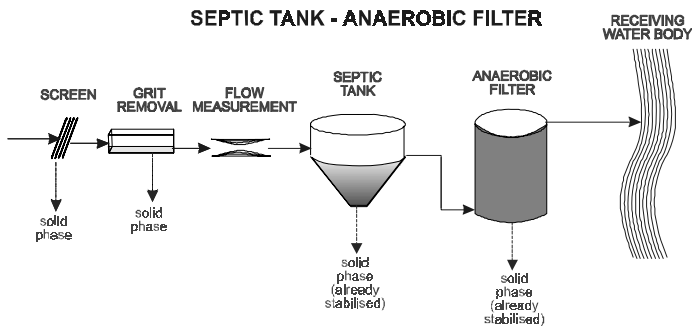 SEPTIC TANK - ANAEROBIC FILTER
RECEIVING
WATER BODY
SCREEN
GRIT
REMOVAL
FLOW
MEASUREMENT
SEPTIC
TANK
ANAEROBIC
FILTER
solid
phase
solid
phase
solid
phase
(already
stabilised)
solid
phase
(already
stabilised)